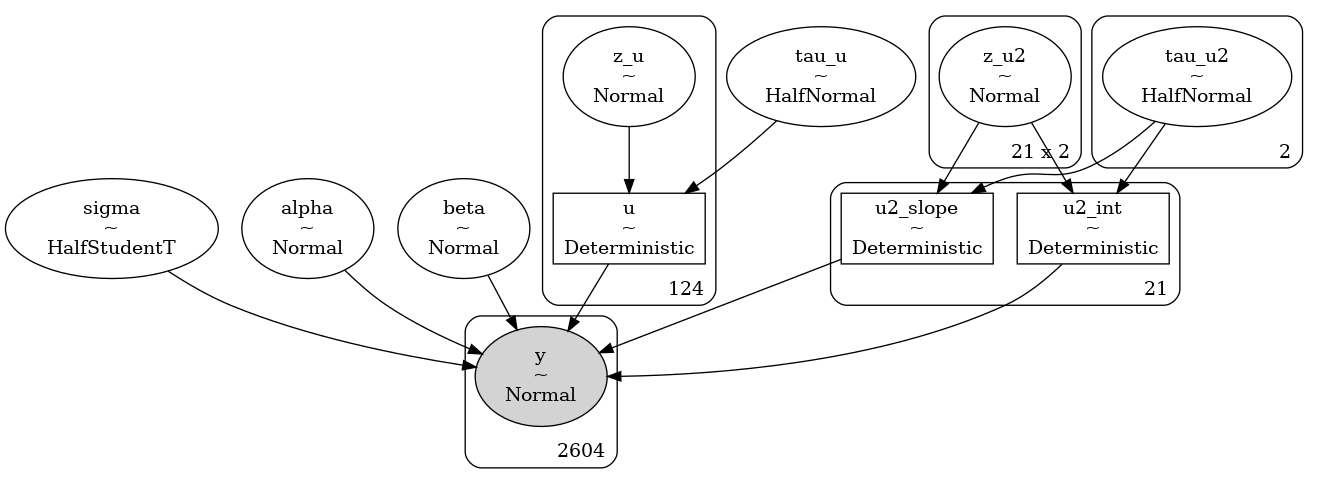 z_u
~
Normal
tau_u
~
HalfNormal
z_u2
~
Normal
21 x 2
tau_u2
~
HalfNormal
2
sigma
~
HalfStudentT
alpha
~
Normal
beta
~
Normal
u
~
Deterministic
124
u2_slope
~
Deterministic
u2_int
~
Deterministic
21
y
~
Normal
2604